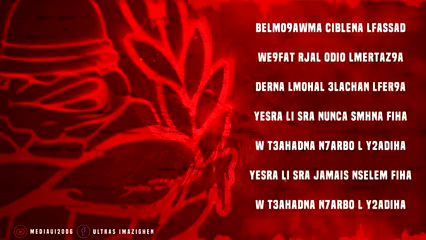 BELMO9AWMA CIBLENA LFASSAD
WE9FAT RJAL ODIO LMERTAZ9A
DERNA LMOHAL 3LACHAN LFER9A
YESRA LI SRA NUNCA SMHNA FIHA
W T3AHADNA N7ARBO L Y2ADIHA
YESRA LI SRA JAMAIS NSELEM FIHA
W T3AHADNA N7ARBO L Y2ADIHA
MEDIAUI2006 ULTRAS IMAZIGHEN